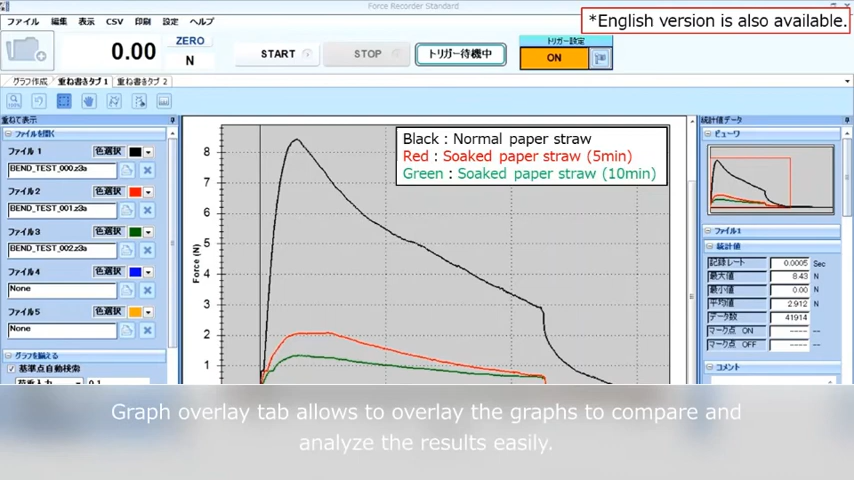 Force Recorder Standard
ファイル 編集 表示 CSV 印刷 設定 ヘルプ
*English version is also available.
0.00
ZERO
N
START
STOP
トリガー待機中
トリガー設定
ON
グラフ作成
重ね書きタブ 1
重ね書きタブ 2
重ねて表示
ファイルを開く
ファイル 1 色選択
BEND_TEST_000.z3a
ファイル2 色選択
BEND_TEST_001.z3a
ファイル3 色選択
BEND_TEST_002.z3a
ファイル4 色選択
None
ファイル5 色選択
None
グラフを揃える
基準点自動検索
荷重入力 0.1
Force (N)
8
7
6
5
4
3
2
1
Black : Normal paper straw
Red : Soaked paper straw (5min)
Green : Soaked paper straw (10min)
統計値データ
ビューワ
ファイル1
統計値
記録レート 0.0005 Sec
最大値 8.43 N
最小値 0.00 N
平均値 2.912 N
データ数 41914
マーク点 ON ---- --
マーク点 OFF ---- --
コメント
Graph overlay tab allows to overlay the graphs to compare and
analyze the results easily.